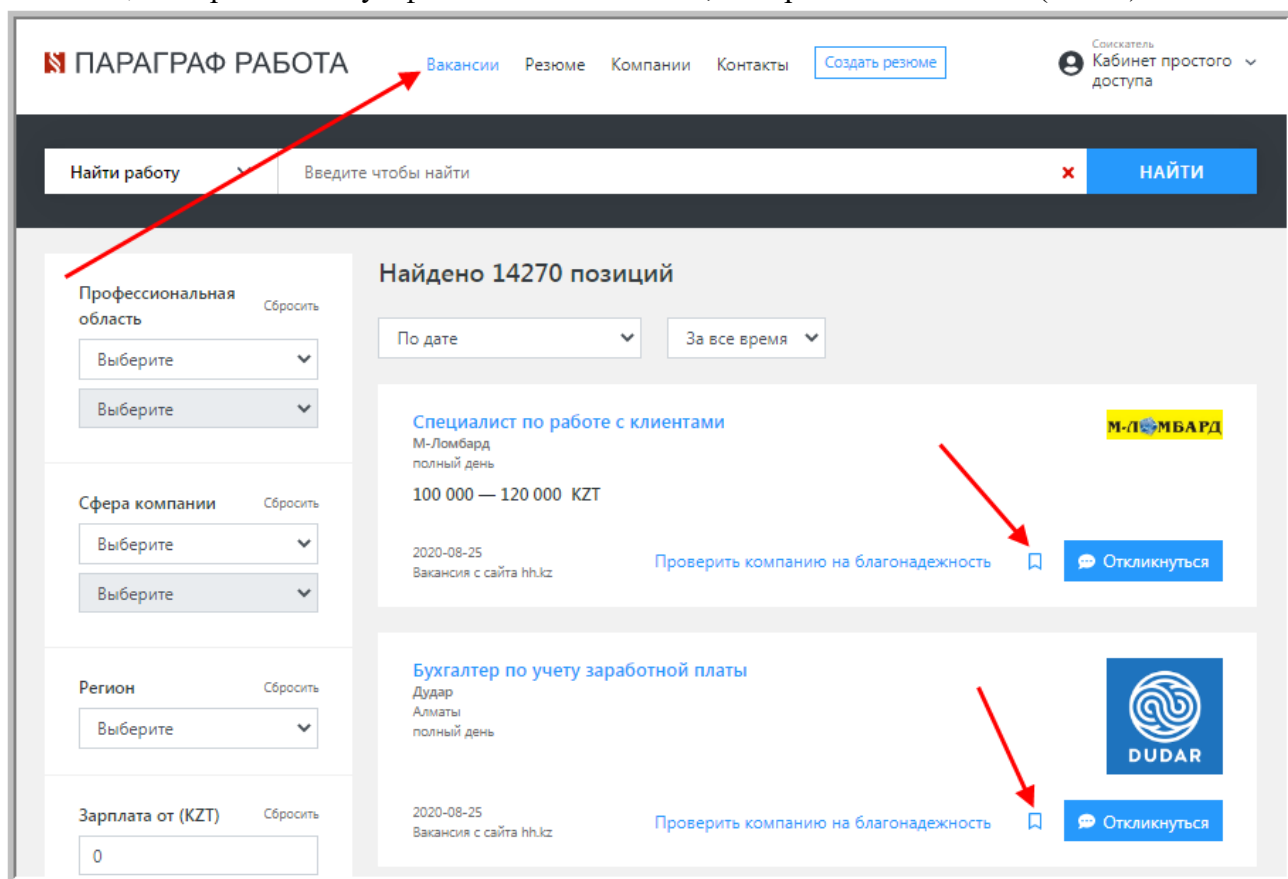 ПАРАГРАФ РАБОТА
Вакансии Резюме Компании Контакты Создать резюме
Соискатель
Кабинет простого
доступа
Найти работу Введите чтобы найти НАЙТИ
Найдено 14270 позиций
По дате За все время
Профессиональная
область
Сбросить
Выберите
Выберите
Сфера компании Сбросить
Выберите
Выберите
Регион Сбросить
Выберите
Зарплата от (KZT) Сбросить
0
Специалист по работе с клиентами
М-Ломбард
полный день
100 000 — 120 000 KZT
2020-08-25
Вакансия с сайта hh.kz
Проверить компанию на благонадежность Откликнуться
М-ЛОМБАРД
Бухгалтер по учету заработной платы
Дудар
Алматы
полный день
2020-08-25
Вакансия с сайта hh.kz
Проверить компанию на благонадежность Откликнуться
DUDAR